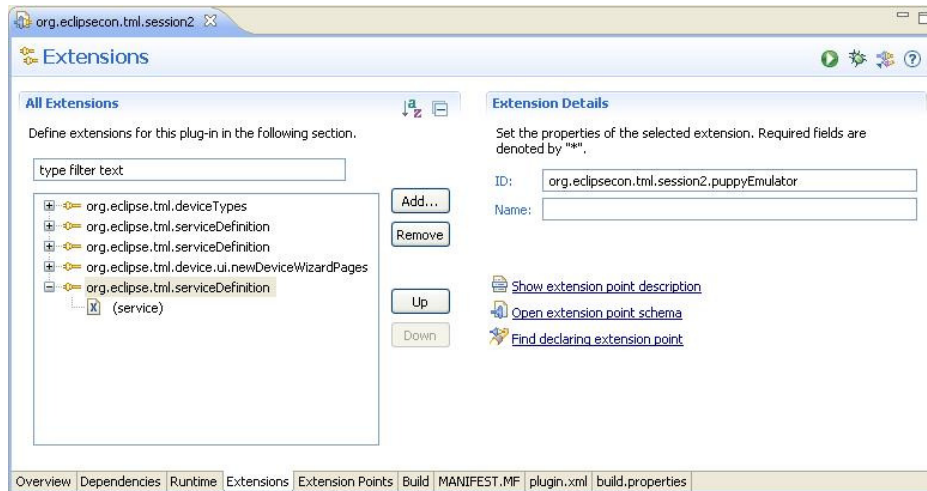 org.eclipsecon.tml.session2
Extensions
All Extensions
Define extensions for this plug-in in the following section.
type filter text
org.eclipse.tml.deviceTypes
org.eclipse.tml.serviceDefinition
org.eclipse.tml.serviceDefinition
org.eclipse.tml.device.ui.newDeviceWizardPages
org.eclipse.tml.serviceDefinition
(service)
Add...
Remove
Up
Down
Extension Details
Set the properties of the selected extension. Required fields are
denoted by "*".
ID: org.eclipsecon.tml.session2.puppyEmulator
Name:
Show extension point description
Open extension point schema
Find declaring extension point
Overview Dependencies Runtime Extensions Extension Points Build MANIFEST.MF plugin.xml build.properties